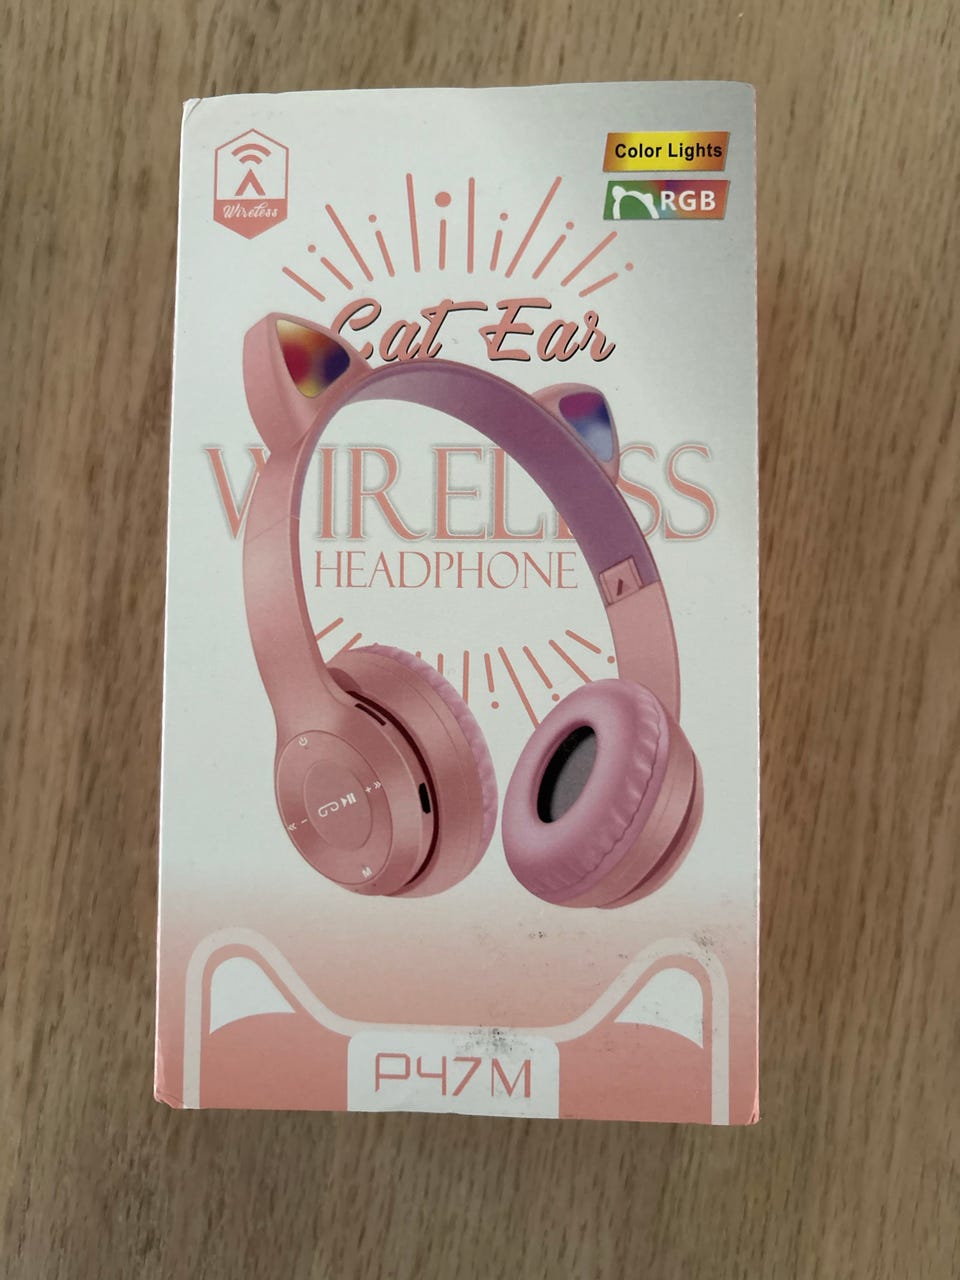 Wireless
Color Lights
RGB
Cat Ear
WIRELESS
HEADPHONE
M
P47M